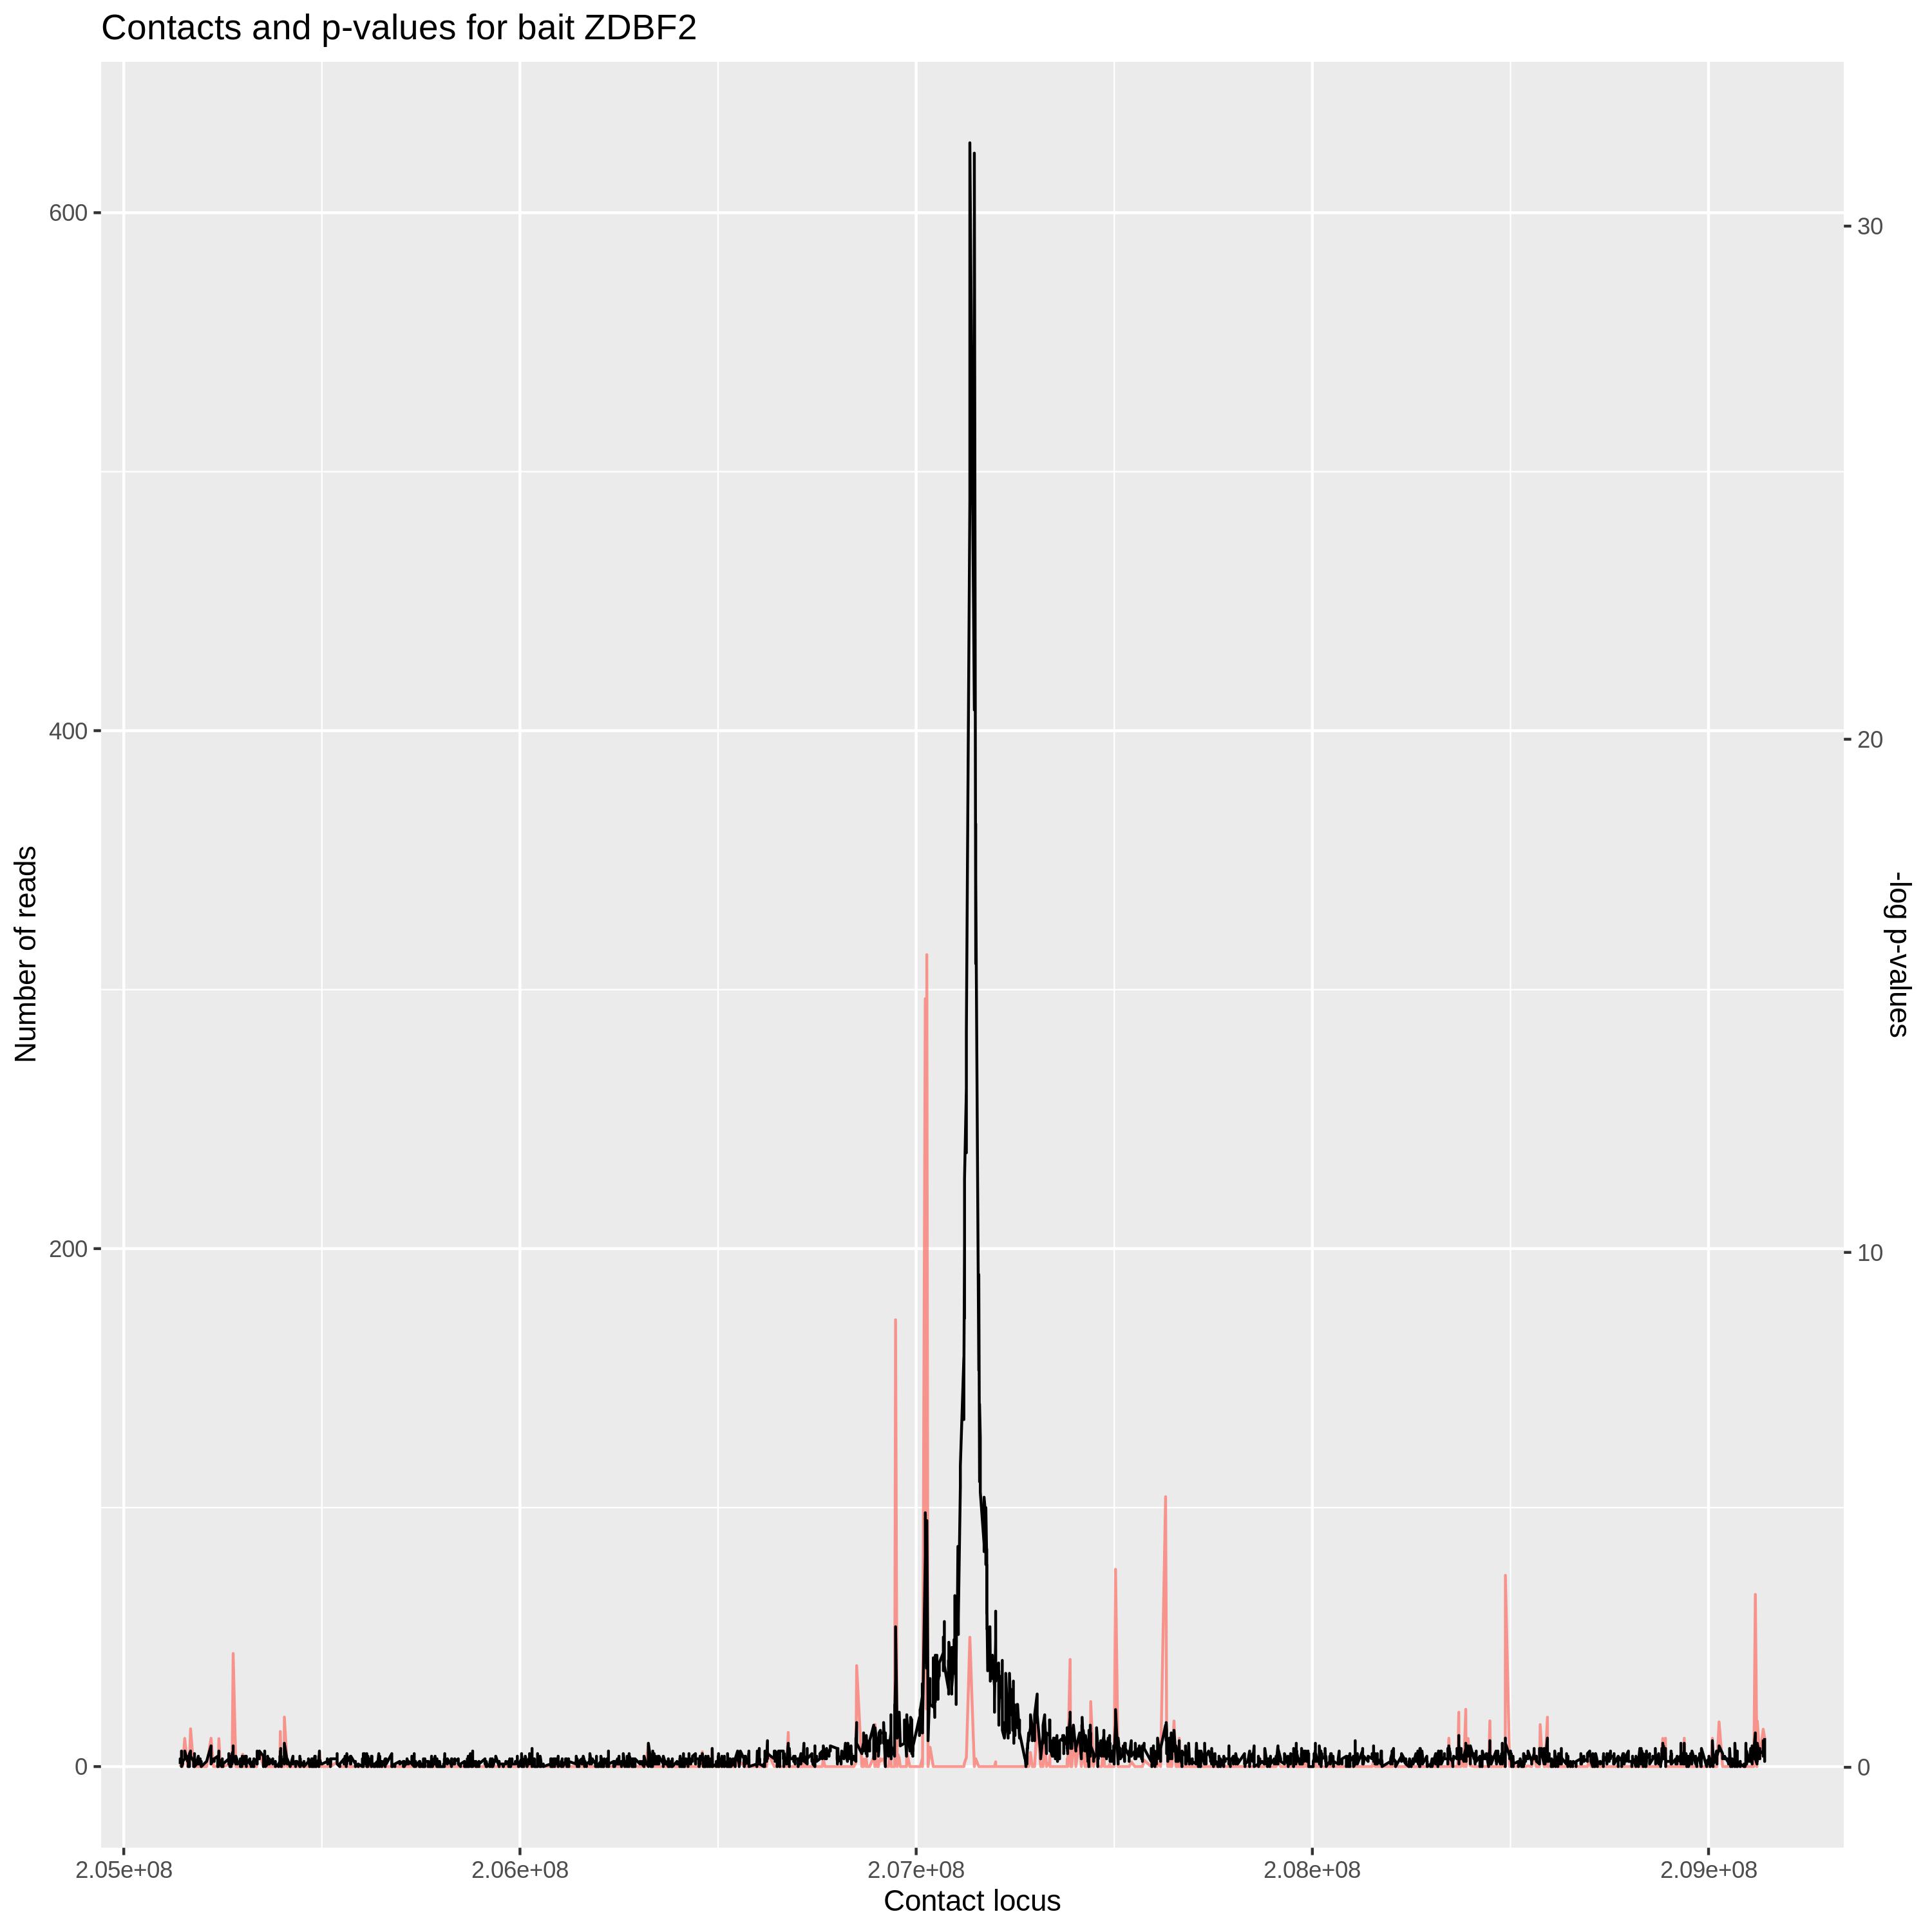 Contacts and p-values for bait ZDBF2
600
400
200
0
Number of reads
30
20
10
0
-log p-values
2.05e+08
2.06e+08
2.07e+08
2.08e+08
2.09e+08
Contact locus